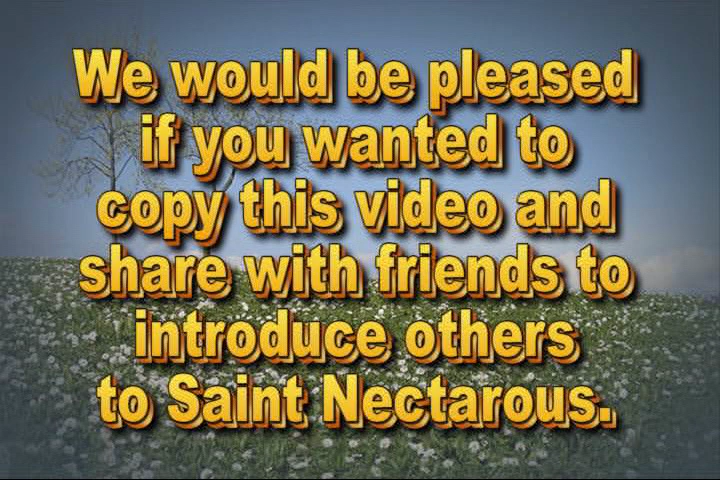 We would be pleased
if you wanted to
copy this video and
share with friends to
introduce others
to Saint Nectarous.